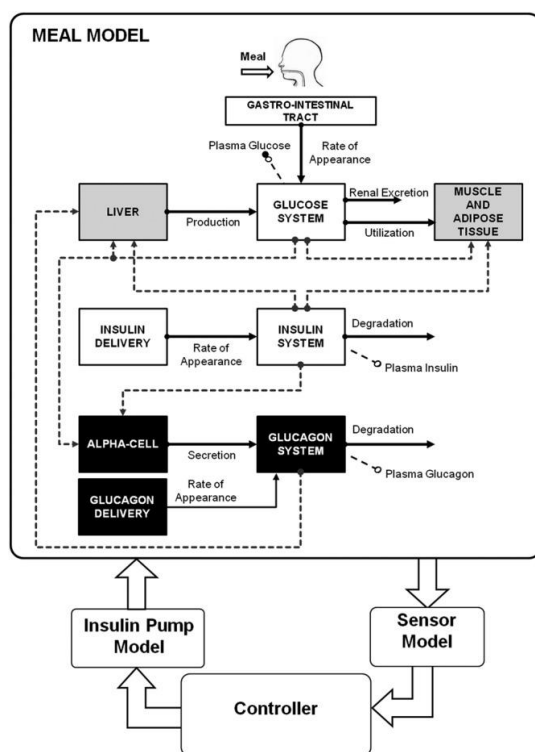 MEAL MODEL
Meal
GASTRO-INTESTINAL
TRACT
Plasma Glucose
Rate of
Appearance
LIVER
Production
GLUCOSE
SYSTEM
Renal Excretion
Utilization
MUSCLE
AND
ADIPOSE
TISSUE
INSULIN
DELIVERY
Rate of
Appearance
INSULIN
SYSTEM
Degradation
Plasma Insulin
ALPHA-CELL
Secretion
GLUCAGON
SYSTEM
Degradation
Plasma Glucagon
GLUCAGON
DELIVERY
Rate of
Appearance
Insulin Pump
Model
Sensor
Model
Controller